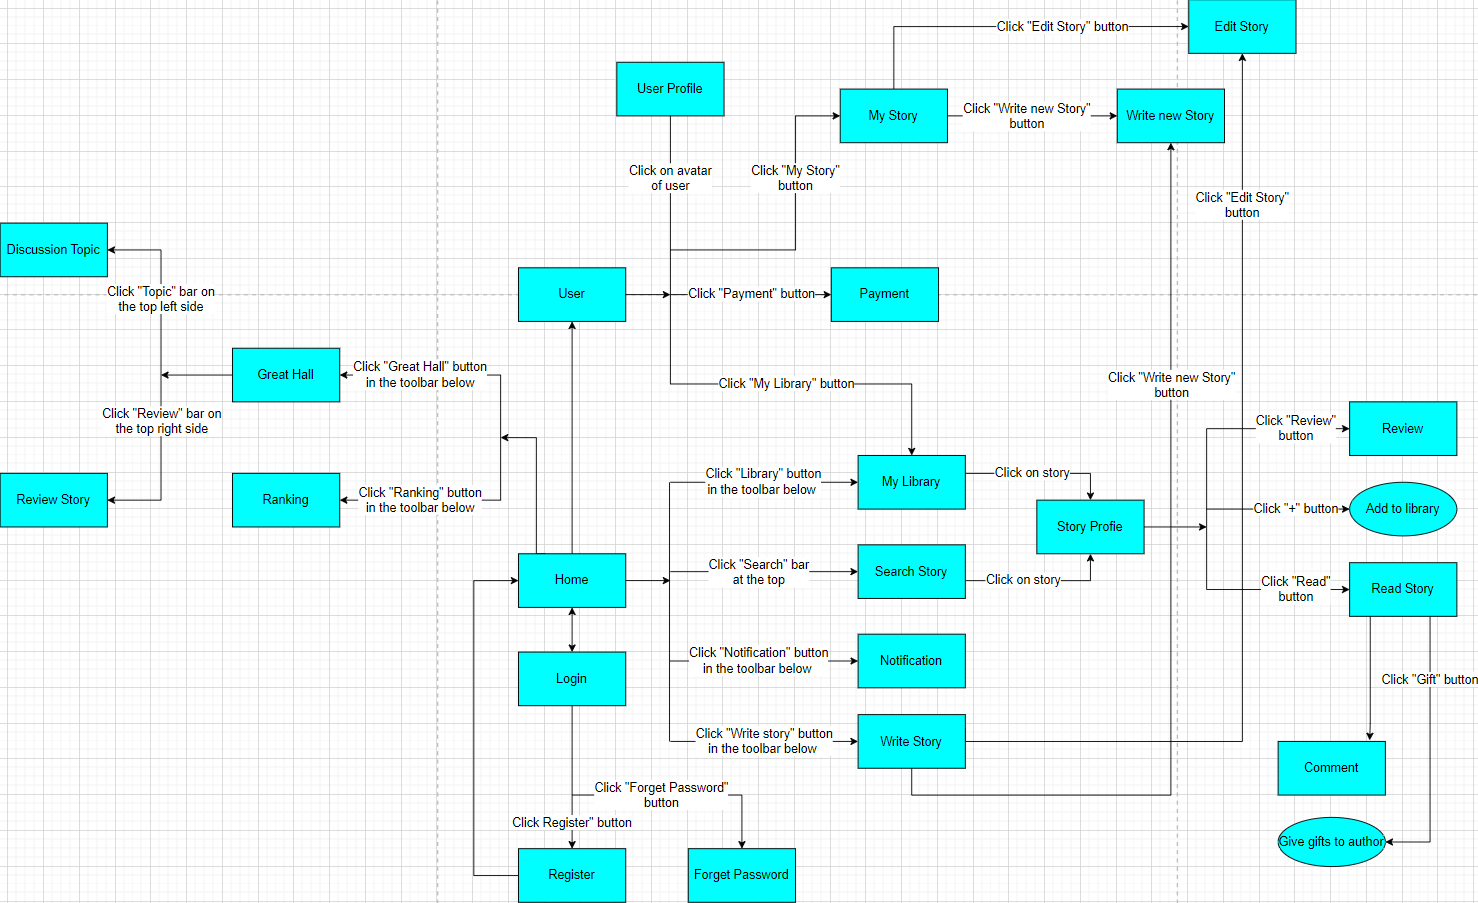 Click "Edit Story" button
Edit Story
User Profile
My Story
Click "Write new Story"
button
Write new Story
Click on avatar
of user
Click "My Story"
button
Click "Edit Story"
button
Discussion Topic
Click "Topic" bar on
the top left side
User
Click "Payment" button
Payment
Great Hall
Click "Great Hall" button
in the toolbar below
Click "My Library" button
Click "Write new Story"
button
Click "Review" bar on
the top right side
Click "Review"
button
Review
Review Story
Ranking
Click "Ranking" button
in the toolbar below
Click "Library" button
in the toolbar below
My Library
Click on story
Story Profie
Click "+" button
Add to library
Home
Click "Search" bar
at the top
Search Story
Click on story
Click "Read"
button
Read Story
Login
Click "Notification" button
in the toolbar below
Notification
Click "Gift" button
Click "Write story" button
in the toolbar below
Write Story
Comment
Click "Forget Password"
button
Click Register" button
Give gifts to author
Register
Forget Password